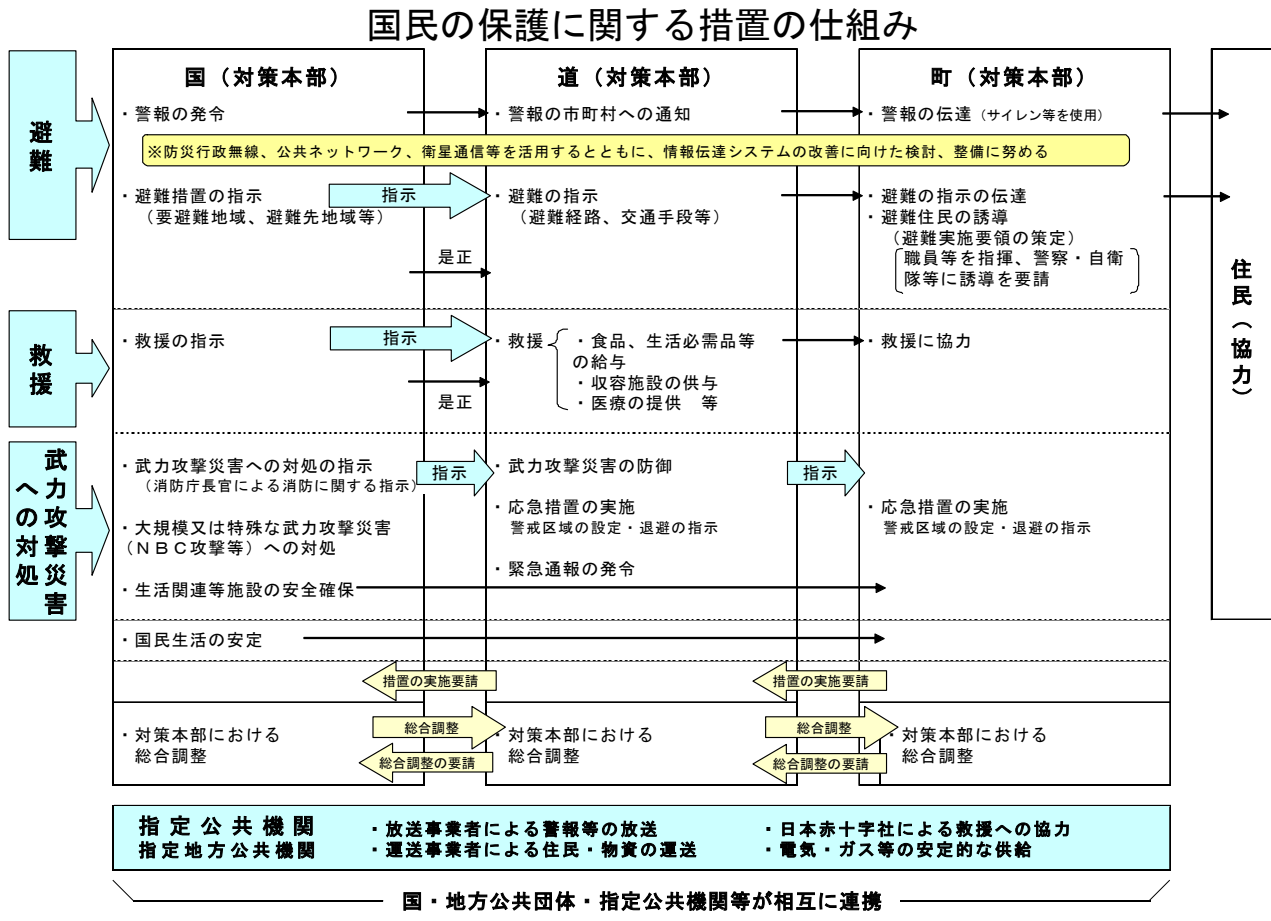 国民の保護に関する措置の仕組み
国（対策本部）
道（対策本部）
町（対策本部）
避難
・警報の発令
・警報の市町村への通知
・警報の伝達（サイレン等を使用）
※防災行政無線、公共ネットワーク、衛星通信等を活用するとともに、情報伝達システムの改善に向けた検討、整備に努める
・避難措置の指示
（要避難地域、避難先地域等）
指示
・避難の指示
（避難経路、交通手段等）
・避難の指示の伝達
・避難住民の誘導
（避難実施要領の策定）
職員等を指揮、警察・自衛
隊等に誘導を要請
是正
住民（協力）
救援
・救援の指示
指示
・救援
・食品、生活必需品等
の給与
・収容施設の供与
・医療の提供　等
・救援に協力
是正
武力攻撃災害
への対処
・武力攻撃災害への対処の指示
（消防庁長官による消防に関する指示）
指示
・武力攻撃災害の防御
指示
・応急措置の実施
警戒区域の設定・退避の指示
・応急措置の実施
警戒区域の設定・退避の指示
・大規模又は特殊な武力攻撃災害
（ＮＢＣ攻撃等）への対処
・緊急通報の発令
・生活関連等施設の安全確保
・国民生活の安定
措置の実施要請
措置の実施要請
・対策本部における
総合調整
総合調整
総合調整の要請
・対策本部における
総合調整
総合調整
総合調整の要請
・対策本部における
総合調整
指定公共機関
指定地方公共機関
・放送事業者による警報等の放送
・運送事業者による住民・物資の運送
・日本赤十字社による救援への協力
・電気・ガス等の安定的な供給
国・地方公共団体・指定公共機関等が相互に連携